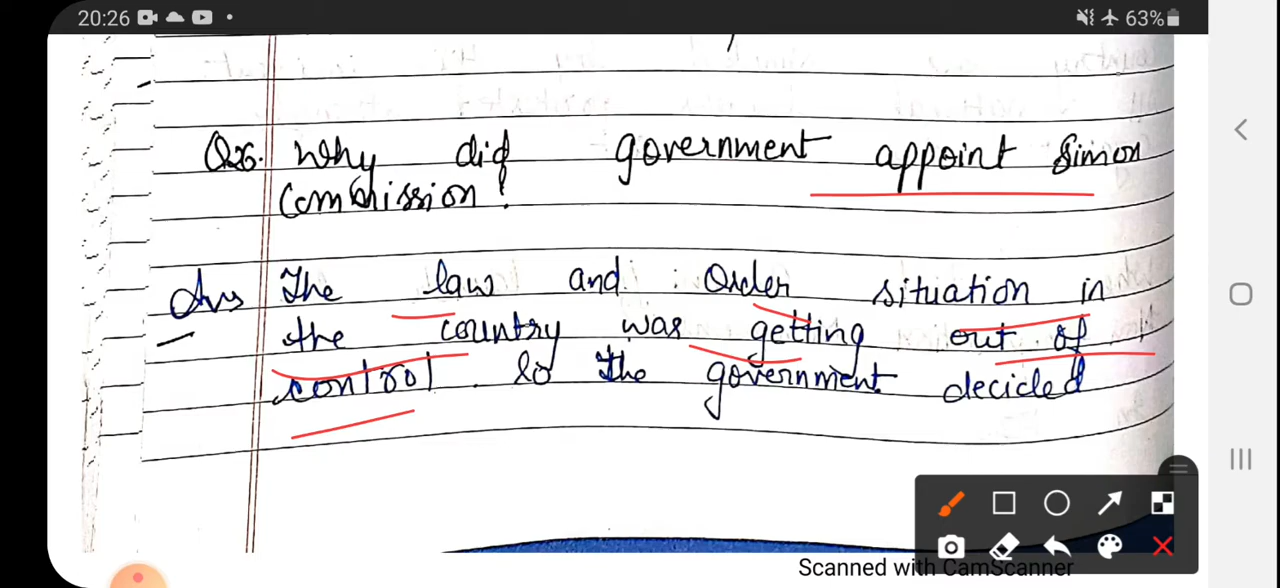 20:26
63%
Q26. Why did government appoint Simon
Commission?
Ans The law and Order situation in
the country was getting out of
control. So the government decided
Scanned with CamScanner